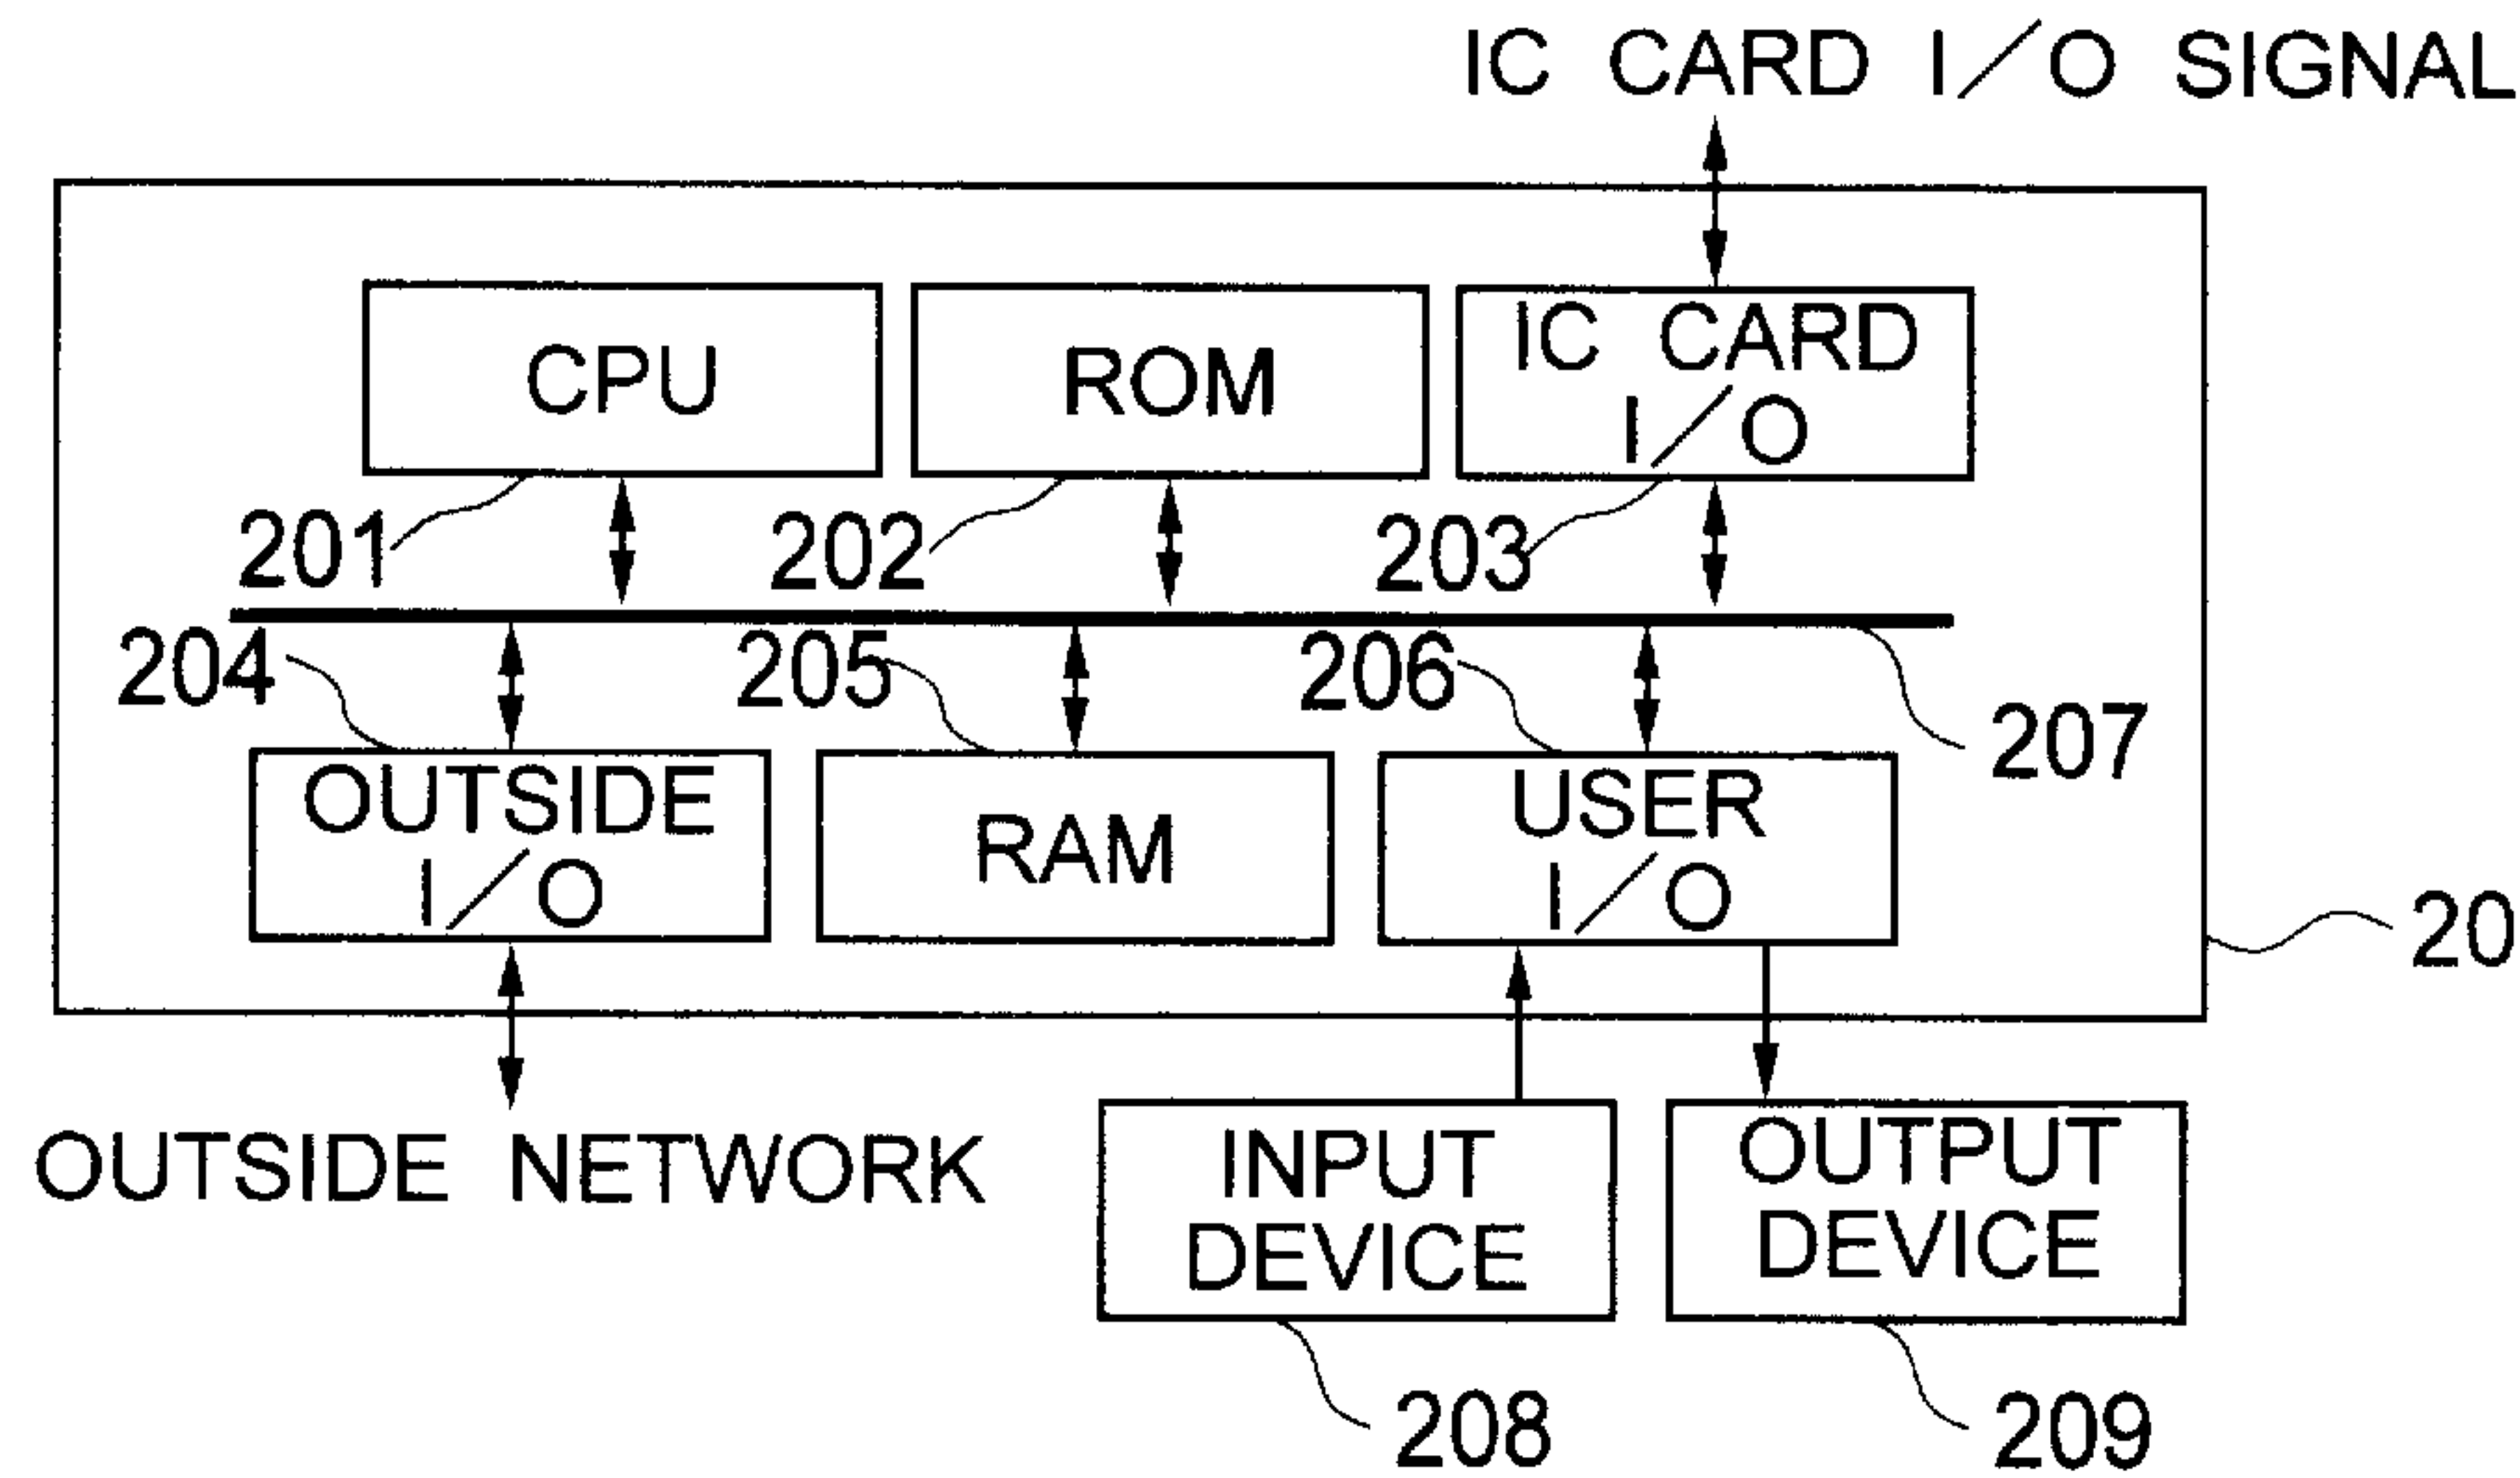 IC CARD I/O SIGNAL
CPU
ROM
IC CARD
I/O
201
202
203
204
205
206
207
OUTSIDE
I/O
RAM
USER
I/O
20
OUTSIDE NETWORK
INPUT
DEVICE
OUTPUT
DEVICE
208
209